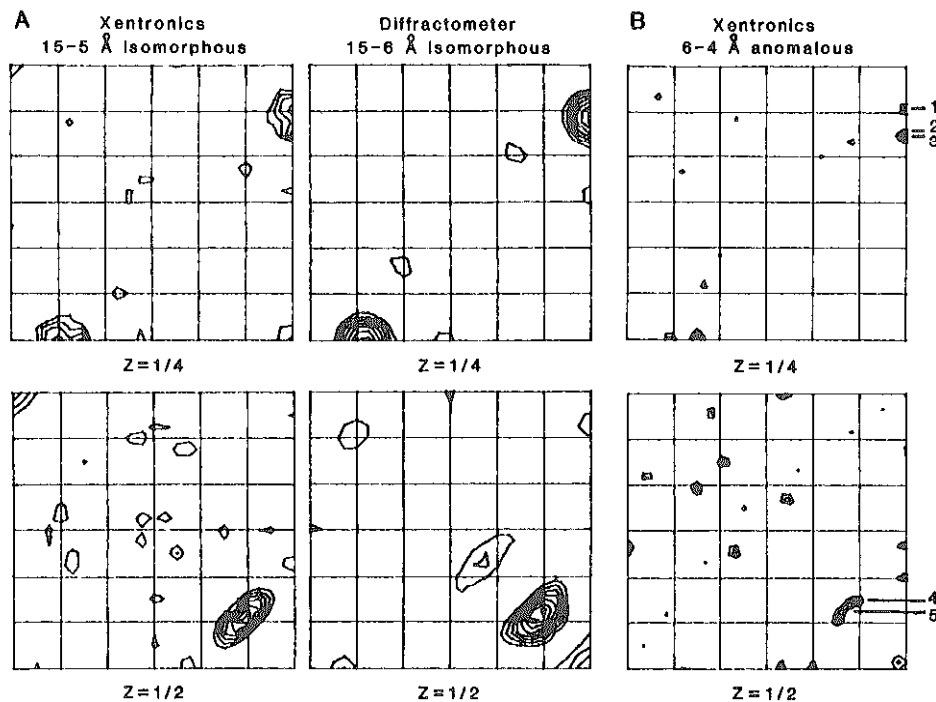 A
Xentronics
15-5 Å Isomorphous
Diffractometer
15-6 Å Isomorphous
B
Xentronics
6-4 Å anomalous
1
2
3
Z=1/4
Z=1/4
Z=1/4
4
5
Z=1/2
Z=1/2
Z=1/2